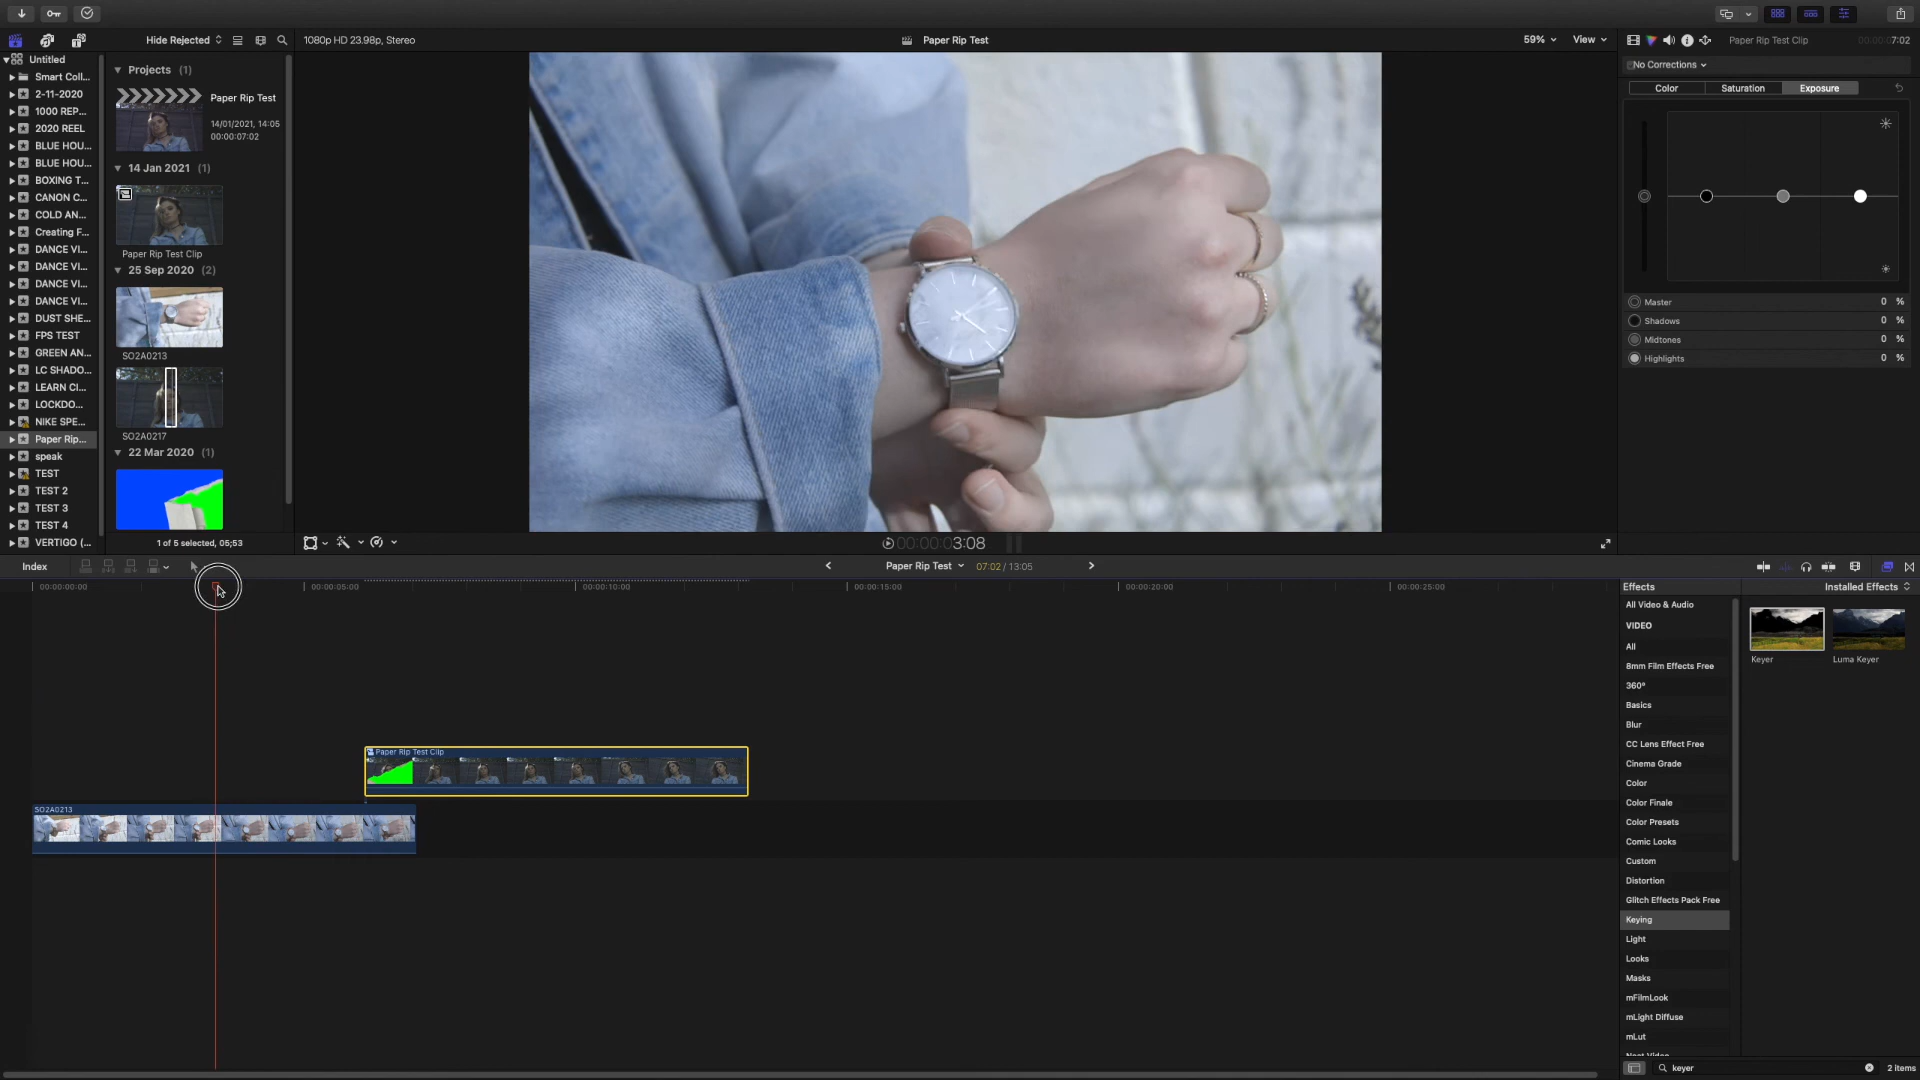 Hide Rejected
1080p HD 23.98p, Stereo
Paper Rip Test
59%
View
Paper Rip Test Clip
7:02
Untitled
Smart Coll...
2-11-2020
1000 REP...
2020 REEL
BLUE HOU...
BLUE HOU...
BOXING T...
CANON C...
COLD AN...
Creating F...
DANCE VI...
DANCE VI...
DANCE VI...
DANCE VI...
DUST SHE...
FPS TEST
GREEN AN...
LC SHADO...
LEARN CI...
LOCKDO...
NIKE SPE...
Paper Rip...
speak
TEST
TEST 2
TEST 3
TEST 4
VERTIGO (...
Projects (1)
Paper Rip Test
14/01/2021, 14:05
00:00:07:02
14 Jan 2021 (1)
Paper Rip Test Clip
25 Sep 2020 (2)
SO2A0213
SO2A0217
22 Mar 2020 (1)
1 of 5 selected, 05;53
No Corrections
Color
Saturation
Exposure
Master 0 %
Shadows 0 %
Midtones 0 %
Highlights 0 %
00:00:03:08
Index
Paper Rip Test
07:02 / 13:05
00:00:00:00
00:00:05:00
00:00:10:00
00:00:15:00
00:00:20:00
00:00:25:00
Paper Rip Test Clip
SO2A0213
Effects
Installed Effects
All Video & Audio
VIDEO
All
8mm Film Effects Free
360°
Basics
Blur
CC Lens Effect Free
Cinema Grade
Color
Color Finale
Color Presets
Comic Looks
Custom
Distortion
Glitch Effects Pack Free
Keying
Light
Looks
Masks
mFilmLook
mLight Diffuse
mLut
Keyer
Luma Keyer
keyer
2 items